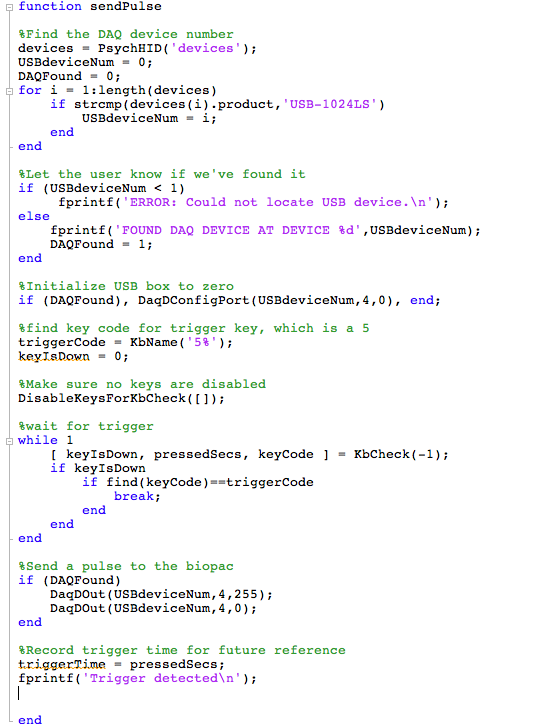 function sendPulse
%Find the DAQ device number
devices = PsychHID('devices');
USBdeviceNum = 0;
DAQFound = 0;
for i = 1:length(devices)
    if strcmp(devices(i).product,'USB-1024LS')
        USBdeviceNum = i;
    end
end
%Let the user know if we've found it
if (USBdeviceNum < 1)
     fprintf('ERROR: Could not locate USB device.\n');
else
    fprintf('FOUND DAQ DEVICE AT DEVICE %d',USBdeviceNum);
    DAQFound = 1;
end
%Initialize USB box to zero
if (DAQFound), DaqDConfigPort(USBdeviceNum,4,0), end;
%find key code for trigger key, which is a 5
triggerCode = KbName('5%');
keyIsDown = 0;
%Make sure no keys are disabled
DisableKeysForKbCheck([]);
%wait for trigger
while 1
    [ keyIsDown, pressedSecs, keyCode ] = KbCheck(-1);
    if keyIsDown
        if find(keyCode)==triggerCode
            break;
        end
    end
end
%Send a pulse to the biopac
if (DAQFound)
    DaqDOut(USBdeviceNum,4,255);
    DaqDOut(USBdeviceNum,4,0);
end
%Record trigger time for future reference
triggerTime = pressedSecs;
fprintf('Trigger detected\n');
end